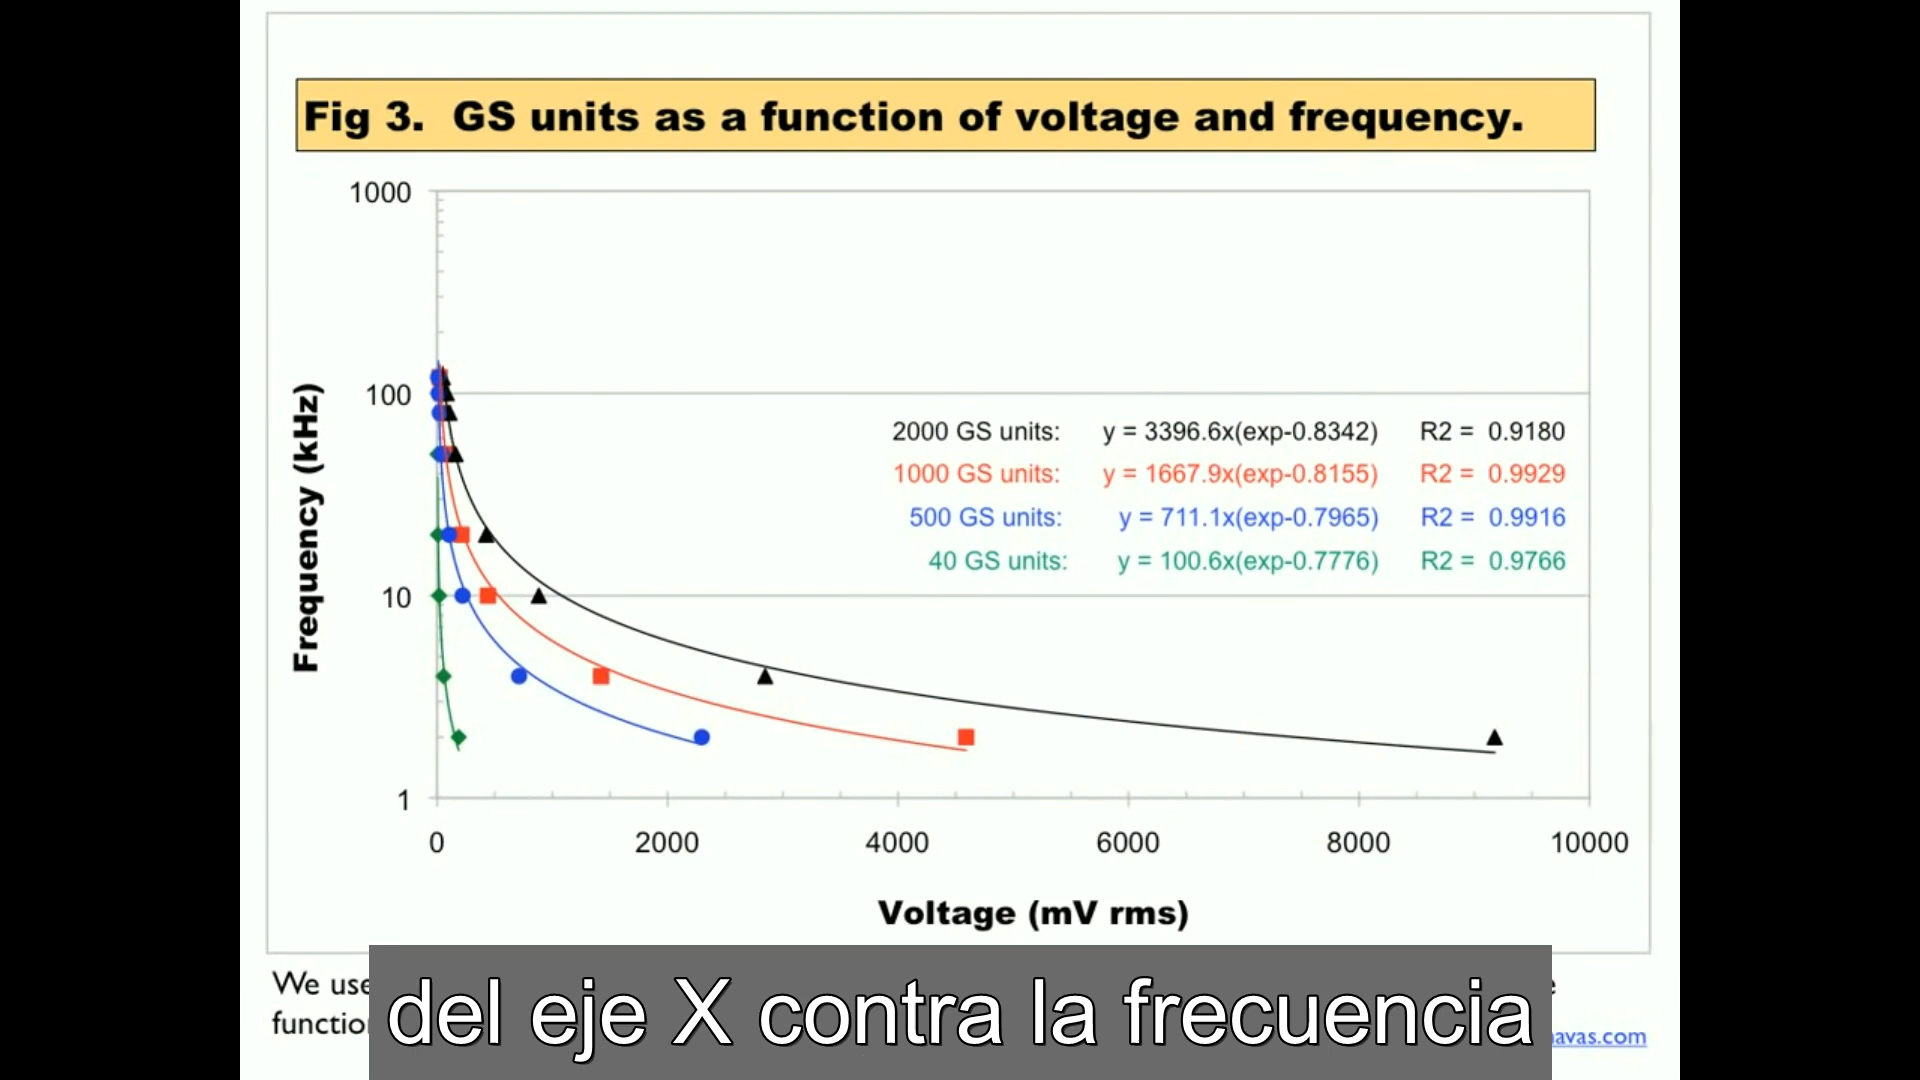 Fig 3. GS units as a function of voltage and frequency.
1000
100
10
1
Frequency (kHz)
2000 GS units: y = 3396.6x(exp-0.8342) R2 = 0.9180
1000 GS units: y = 1667.9x(exp-0.8155) R2 = 0.9929
500 GS units: y = 711.1x(exp-0.7965) R2 = 0.9916
40 GS units: y = 100.6x(exp-0.7776) R2 = 0.9766
0 2000 4000 6000 8000 10000
Voltage (mV rms)
We
del eje X contra la frecuencia